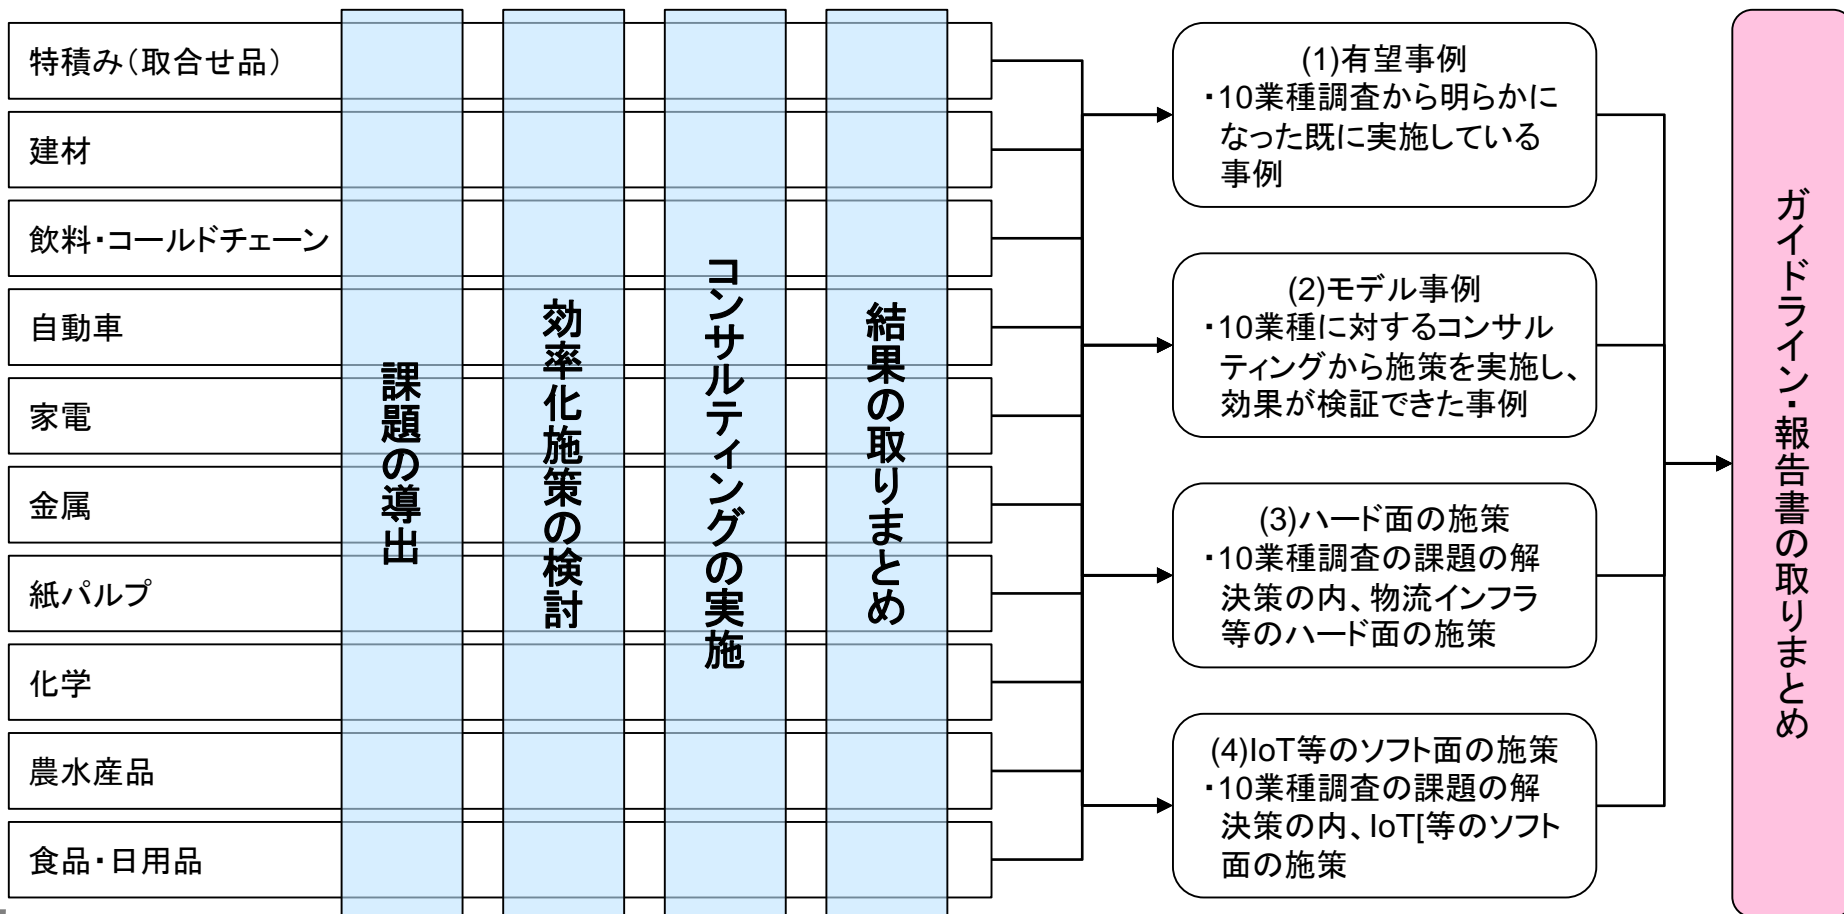 特積み（取合せ品）
建材
飲料・コールドチェーン
自動車
家電
金属
紙パルプ
化学
農水産品
食品・日用品
課題の導出
効率化施策の検討
コンサルティングの実施
結果の取りまとめ
(1)有望事例
・10業種調査から明らかに
なった既に実施している
事例
(2)モデル事例
・10業種に対するコンサル
ティングから施策を実施し、
効果が検証できた事例
(3)ハード面の施策
・10業種調査の課題の解
決策の内、物流インフラ
等のハード面の施策
(4)IoT等のソフト面の施策
・10業種調査の課題の解
決策の内、IoT[等のソフト
面の施策
ガイドライン・報告書の取りまとめ